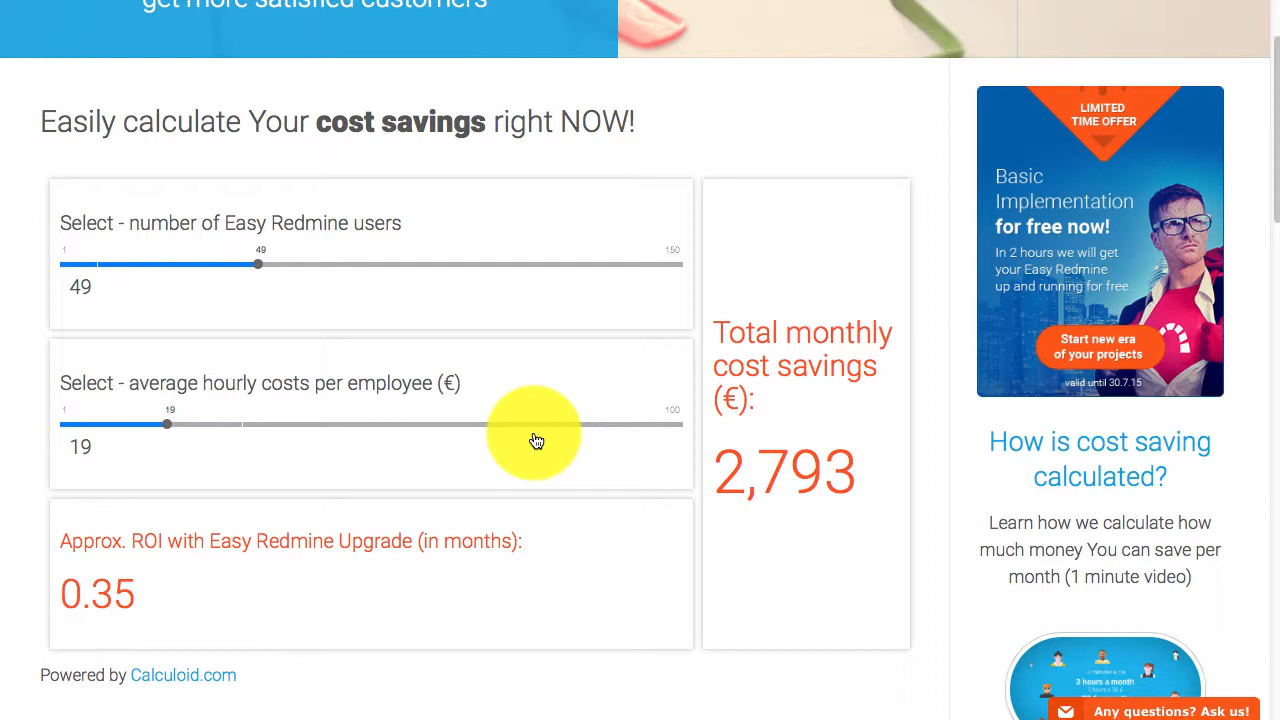 get more satisfied customers
Easily calculate Your cost savings right NOW!
Select - number of Easy Redmine users
1
49
150
49
Select - average hourly costs per employee (€)
1
19
100
19
Approx. ROI with Easy Redmine Upgrade (in months):
0.35
Total monthly
cost savings
(€):
2,793
Powered by Calculoid.com
LIMITED
TIME OFFER
Basic
Implementation
for free now!
In 2 hours we will get
your Easy Redmine
up and running for free.
Start new era
of your projects
valid until 30.7.15
How is cost saving
calculated?
Learn how we calculate how
much money You can save per
month (1 minute video)
3 hours a month
Any questions? Ask us!